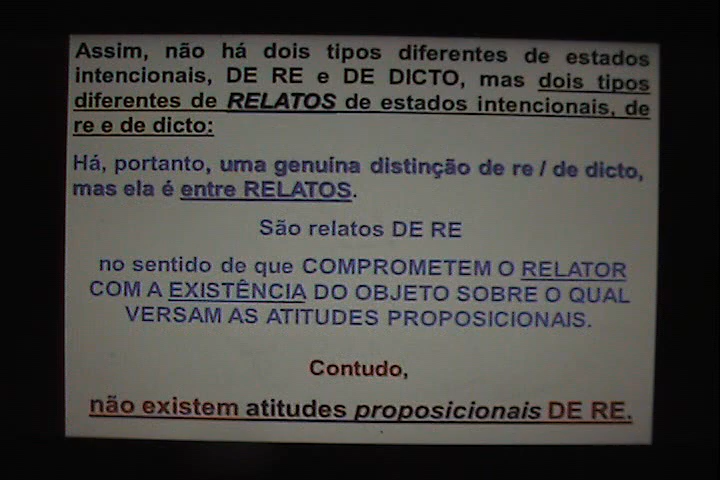 Assim, não há dois tipos diferentes de estados
intencionais, DE RE e DE DICTO, mas dois tipos
diferentes de RELATOS de estados intencionais, de
re e de dicto:
Há, portanto, uma genuína distinção de re / de dicto,
mas ela é entre RELATOS.
São relatos DE RE
no sentido de que COMPROMETEM O RELATOR
COM A EXISTÊNCIA DO OBJETO SOBRE O QUAL
VERSAM AS ATITUDES PROPOSICIONAIS.
Contudo,
não existem atitudes proposicionais DE RE.